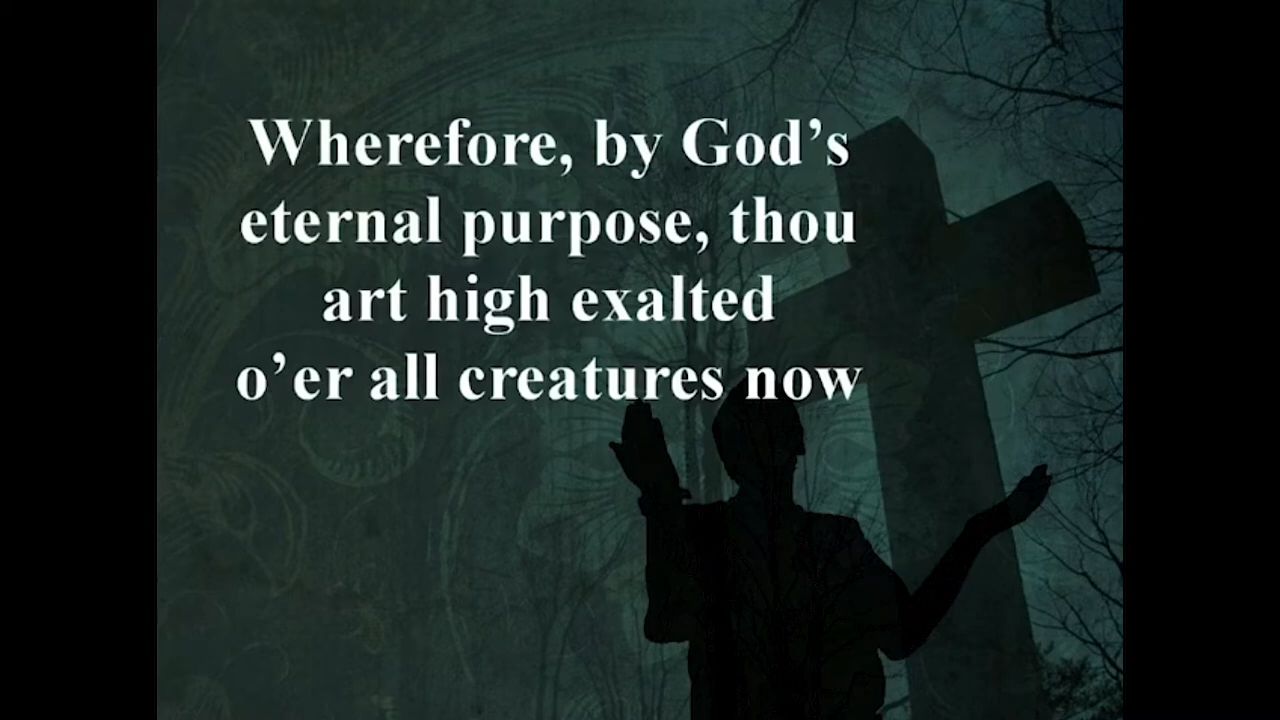 Wherefore, by God’s
eternal purpose, thou
art high exalted
o’er all creatures now